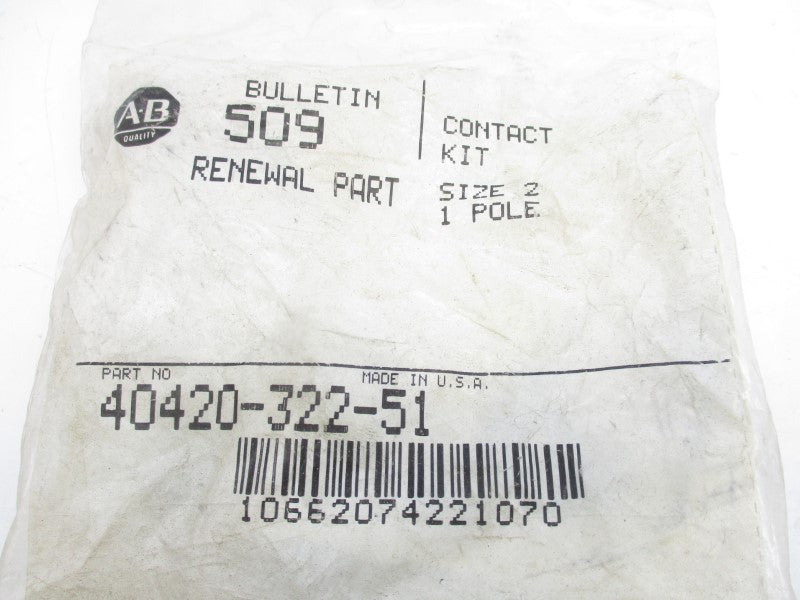 A-B
QUALITY
BULLETIN
509
RENEWAL PART
CONTACT
KIT
SIZE 2
1 POLE
PART NO
MADE IN U.S.A.
40420-322-51
10662074221070